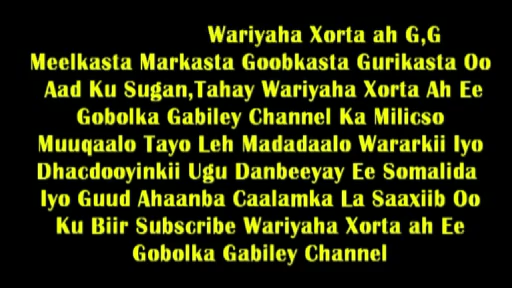 Wariyaha Xorta ah G,G
Meelkasta Markasta Goobkasta Gurikasta Oo
Aad Ku Sugan,Tahay Wariyaha Xorta Ah Ee
Gobolka Gabiley Channel Ka Milicso
Muuqaalo Tayo Leh Madadaalo Wararkii Iyo
Dhacdooyinkii Ugu Danbeeyay Ee Somalida
Iyo Guud Ahaanba Caalamka La Saaxiib Oo
Ku Biir Subscribe Wariyaha Xorta ah Ee
Gobolka Gabiley Channel